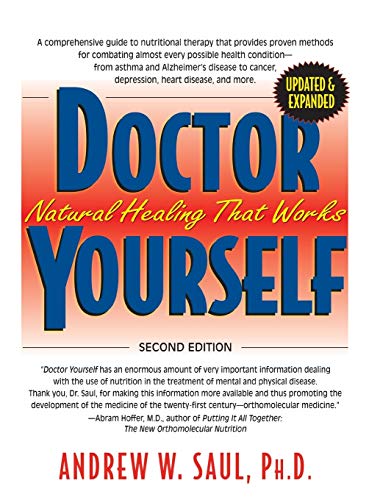 A comprehensive guide to nutritional therapy that provides proven methods
for combating almost every possible health condition—
from asthma and Alzheimer's disease to cancer,
depression, heart disease, and more.
UPDATED &
EXPANDED
DOCTOR
Natural Healing That Works
YOURSELF
SECOND EDITION
"Doctor Yourself has an enormous amount of very important information dealing
with the use of nutrition in the treatment of mental and physical disease.
Thank you, Dr. Saul, for making this information more available and thus promoting the
development of the medicine of the twenty-first century—orthomolecular medicine."
—Abram Hoffer, M.D., author of Putting It All Together:
The New Orthomolecular Nutrition
ANDREW W. SAUL, PH.D.